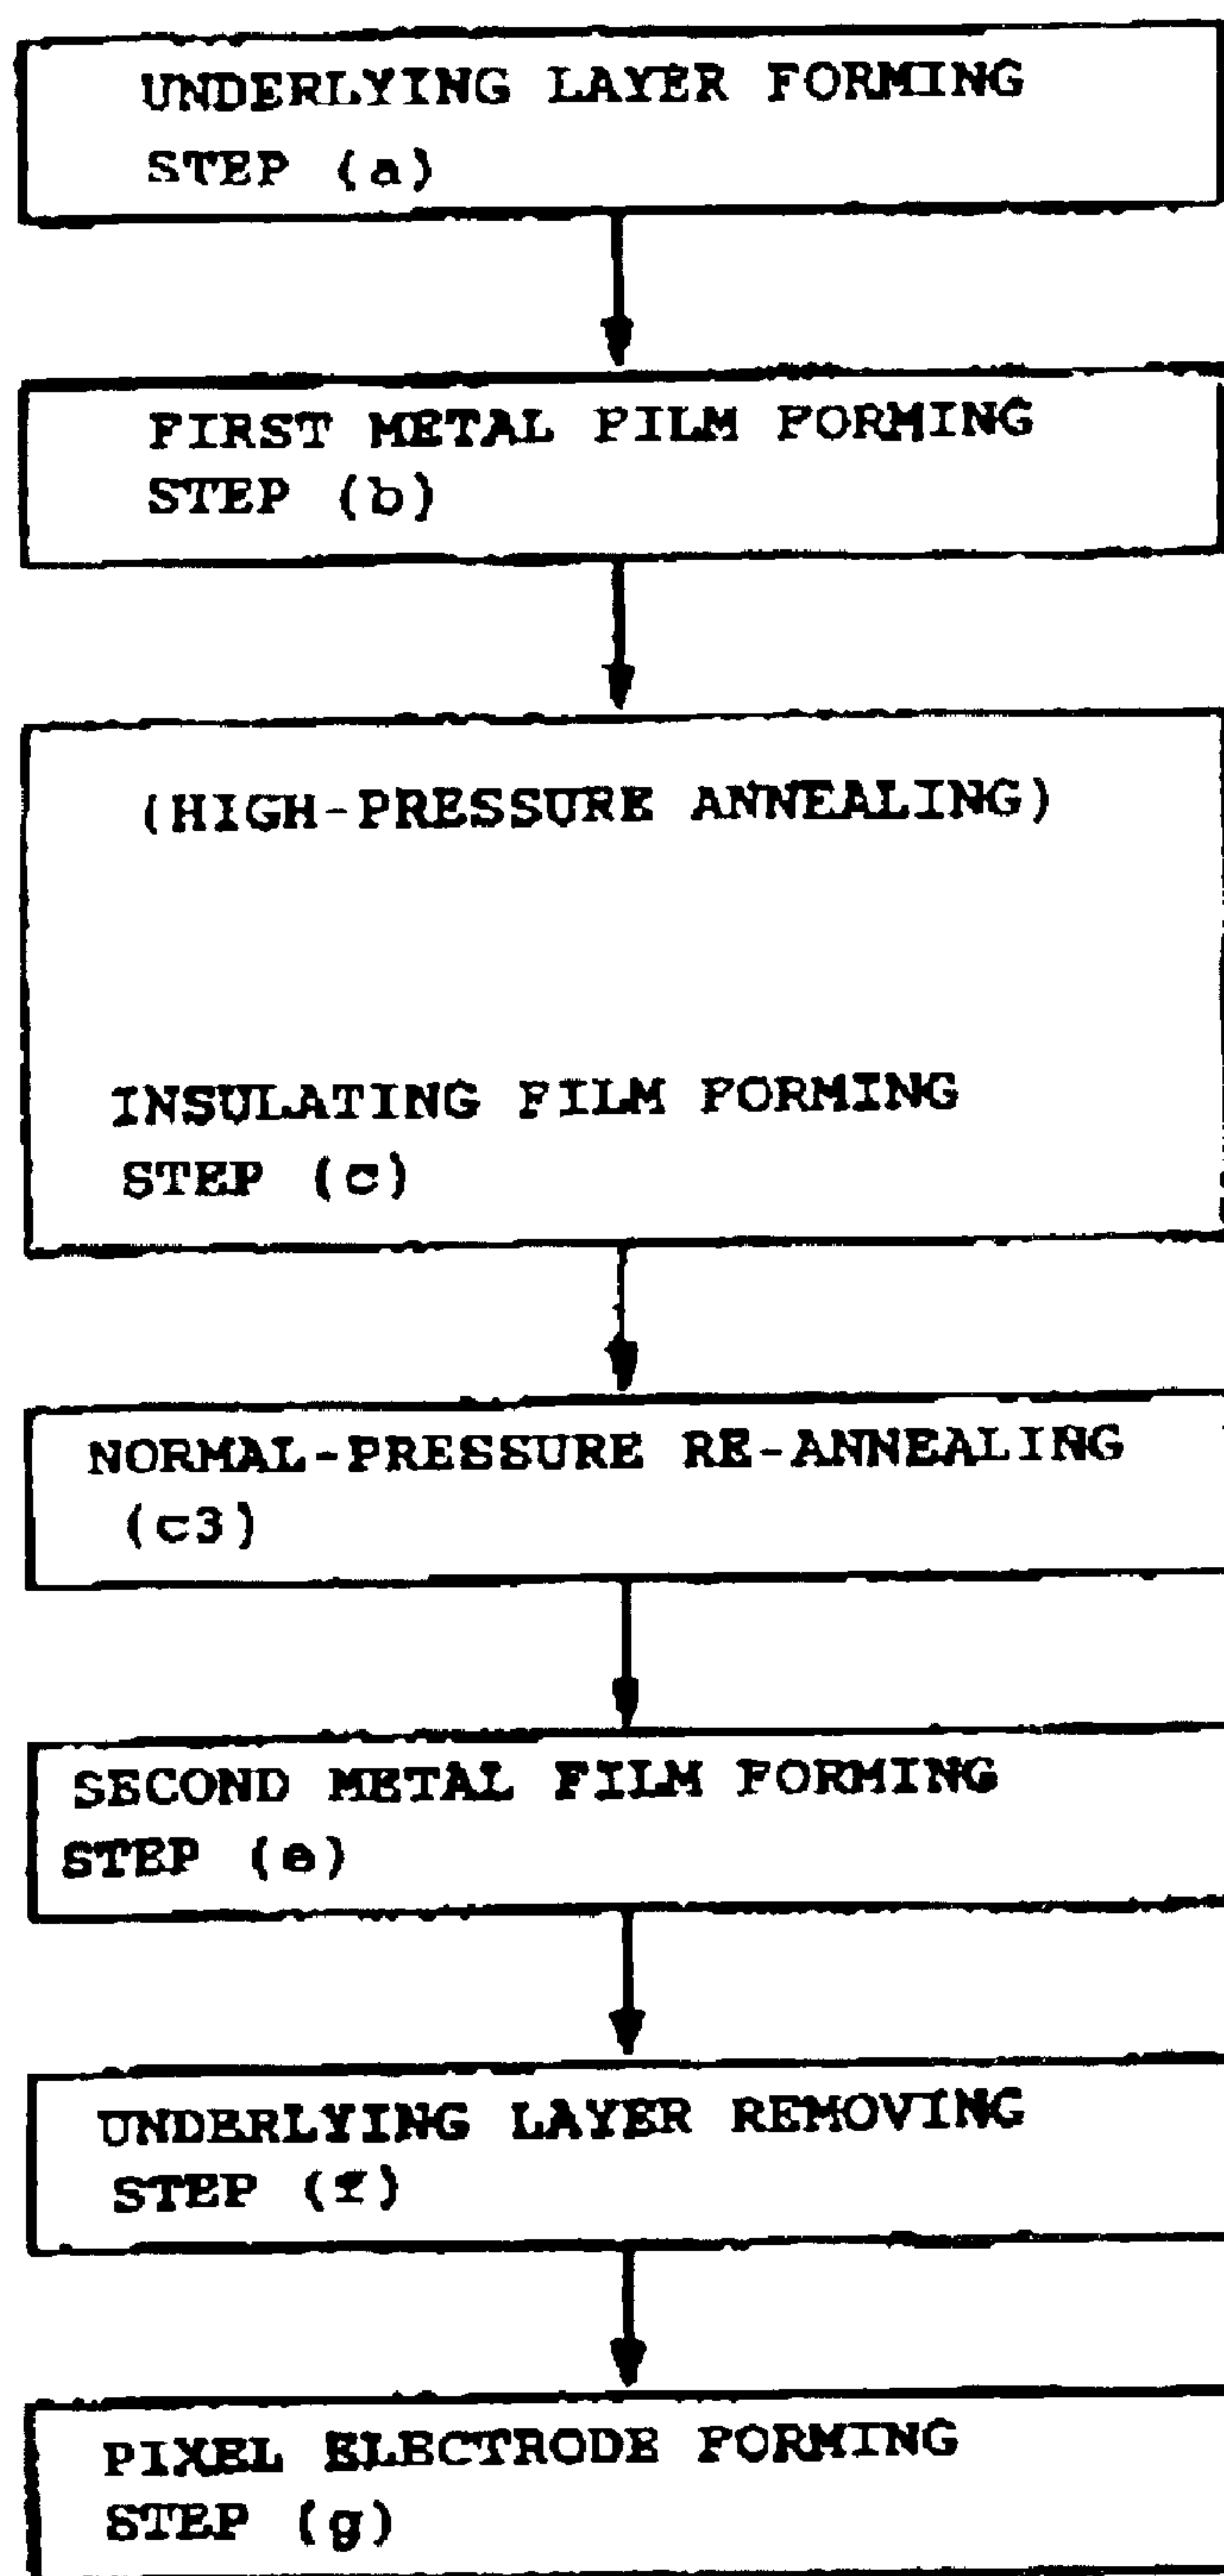 UNDERLYING LAYER FORMING
STEP (a)
FIRST METAL FILM FORMING
STEP (b)
(HIGH-PRESSURE ANNEALING)
INSULATING FILM FORMING
STEP (c)
NORMAL-PRESSURE RE-ANNEALING
(c3)
SECOND METAL FILM FORMING
STEP (e)
UNDERLYING LAYER REMOVING
STEP (f)
PIXEL ELECTRODE FORMING
STEP (g)